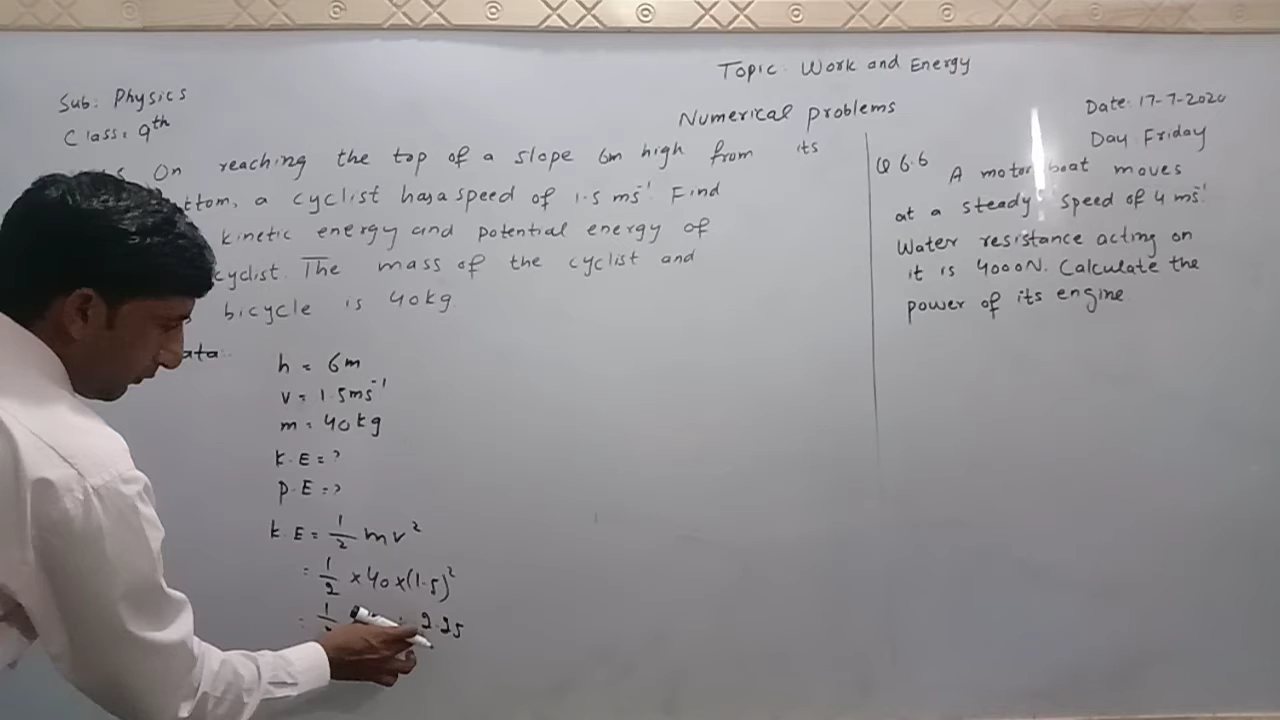 Topic. Work and Energy
Sub: Physics
Class: 9th
Numerical problems
Date: 17-7-2020
Day Friday
On reaching the top of a slope 6m high from its
ttom, a cyclist has a speed of 1.5 ms⁻¹. Find
kinetic energy and potential energy of
cyclist. The mass of the cyclist and
bicycle is 40kg.
ata..
h = 6m
v = 1.5ms⁻¹
m = 40kg
K.E = ?
P.E = ?
K.E = 1/2 mv²
= 1/2 × 40 × (1.5)²
= 2.25
Q 6.6 A motor boat moves
at a steady speed of 4 ms⁻¹.
Water resistance acting on
it is 4000N. Calculate the
power of its engine